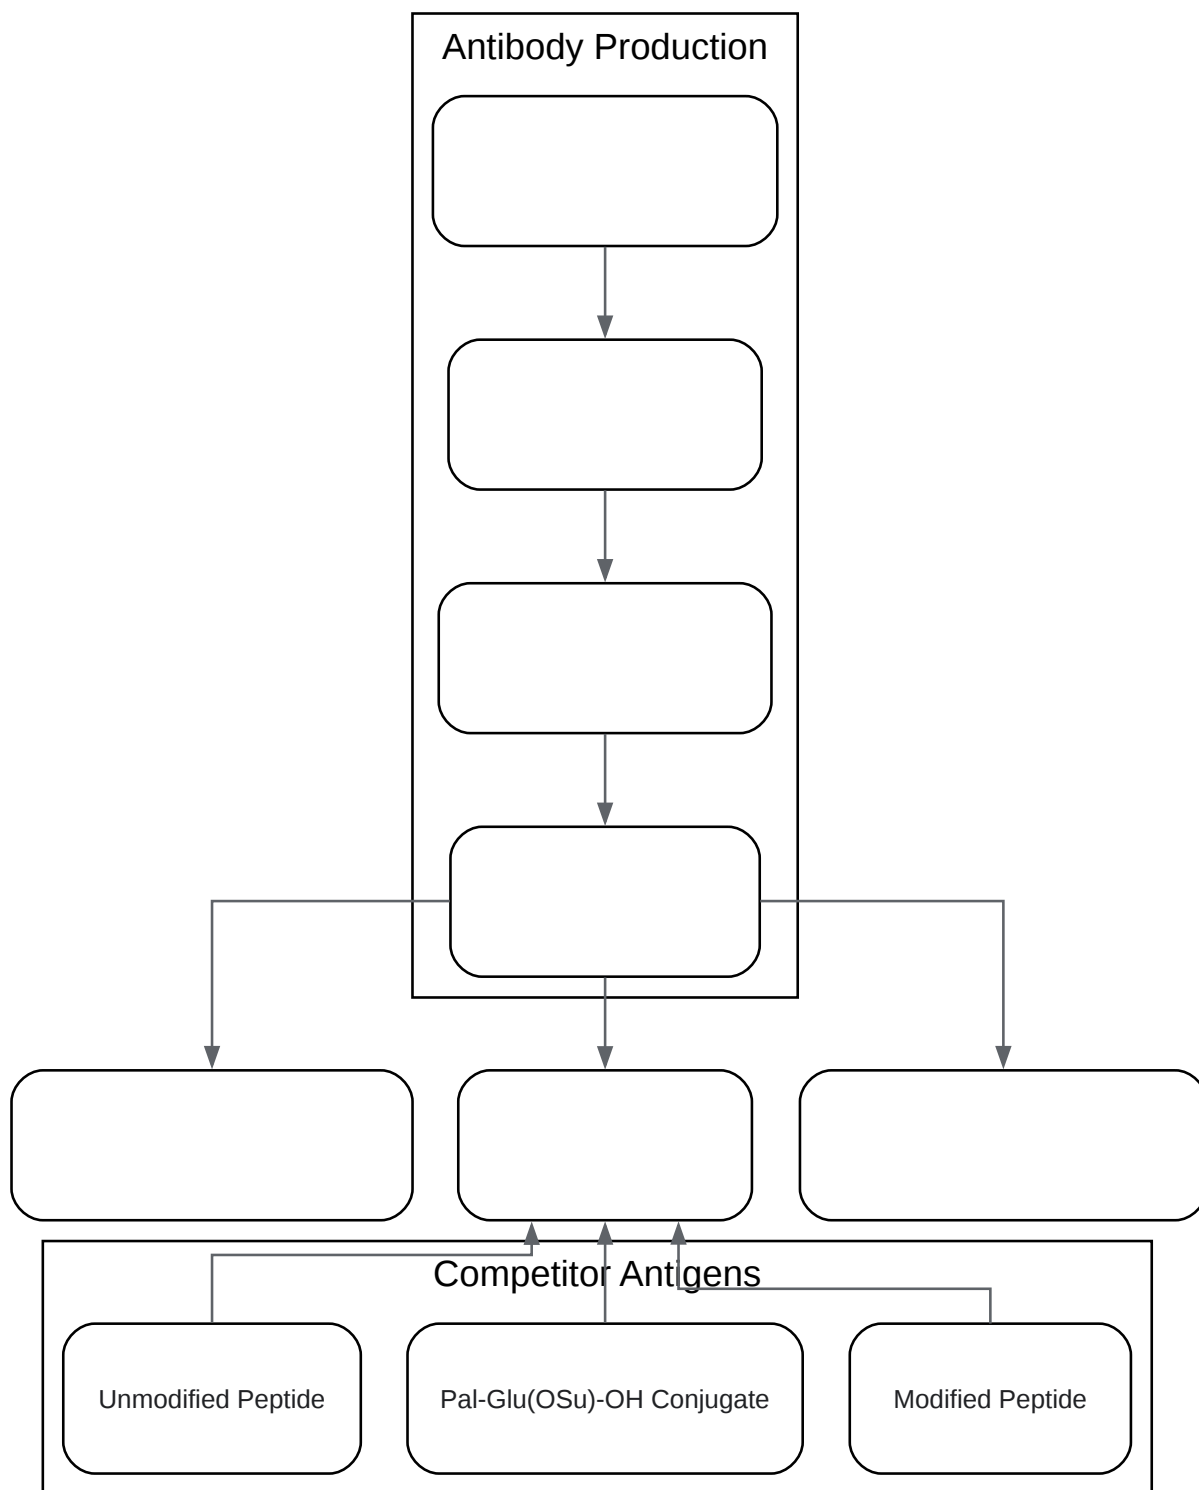 Antibody Production
Competitor Antigens
Unmodified Peptide
Pal-Glu(OSu)-OH Conjugate
Modified Peptide